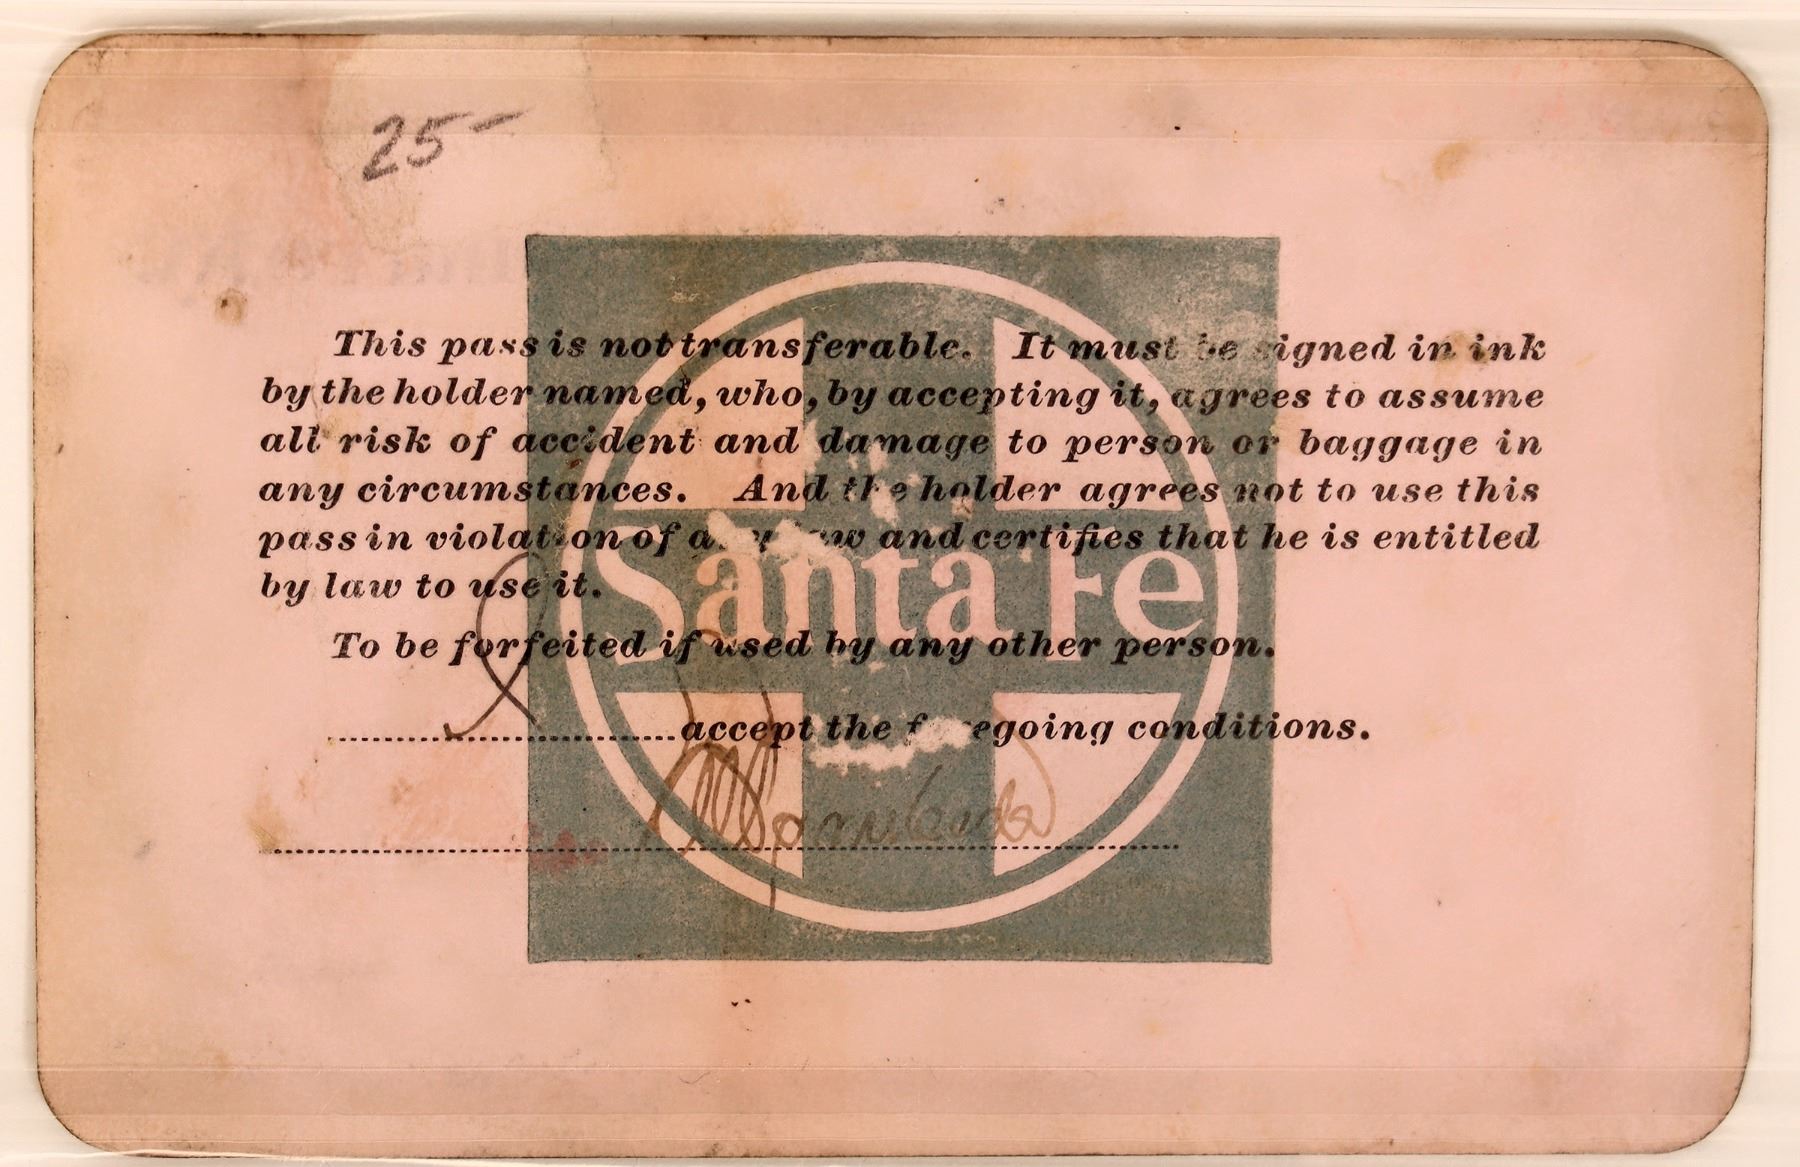 25-
This pass is not transferable. It must be signed in ink
by the holder named, who, by accepting it, agrees to assume
all risk of accident and damage to person or baggage in
any circumstances. And the holder agrees not to use this
pass in violation of any law and certifies that he is entitled
by law to use it.
Santa Fe
To be forfeited if used by any other person.
I accept the foregoing conditions.